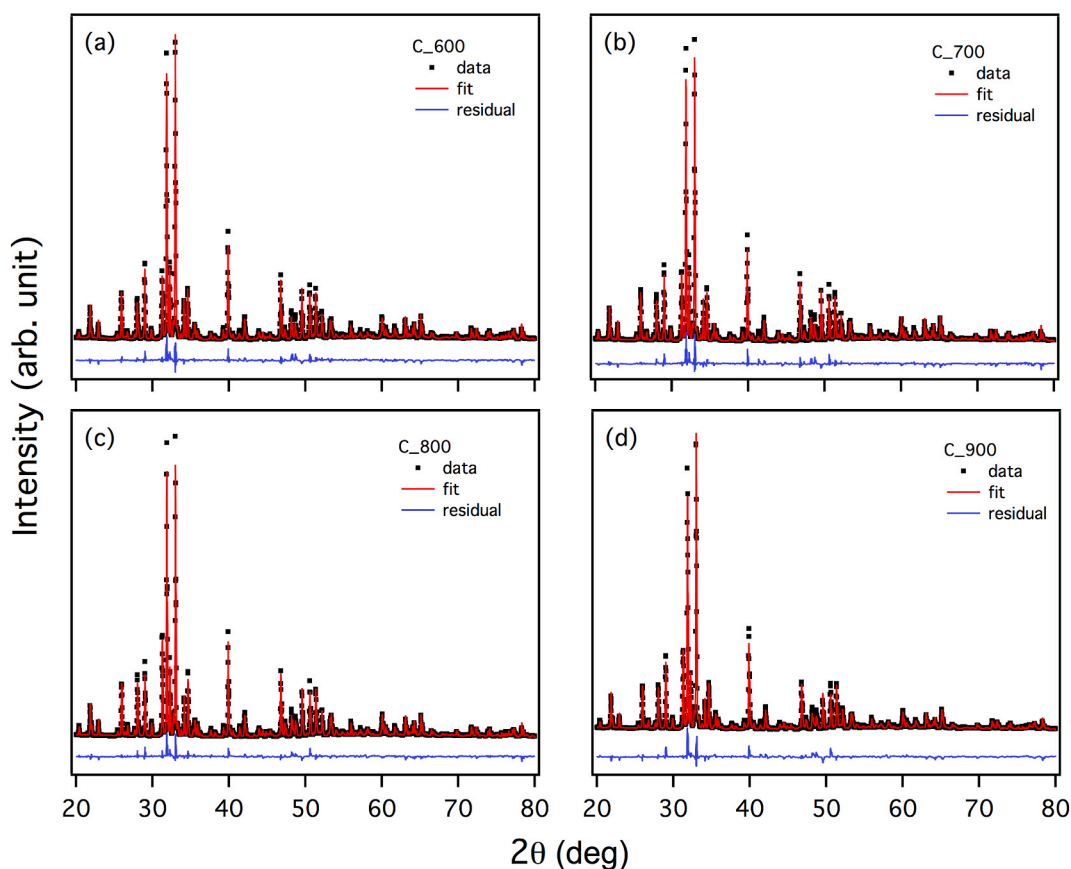 (a)
C_600
data
fit
residual
(b)
C_700
data
fit
residual
(c)
C_800
data
fit
residual
(d)
C_900
data
fit
residual
Intensity (arb. unit)
20 30 40 50 60 70 80
20 30 40 50 60 70 80
2θ (deg)